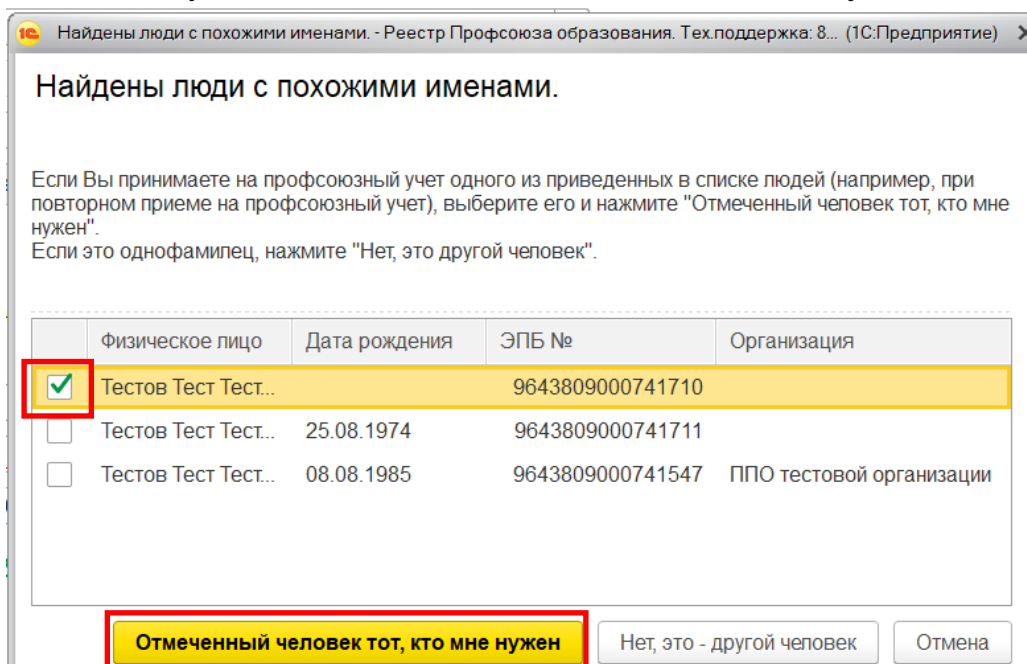 1С Найдены люди с похожими именами. - Реестр Профсоюза образования. Тех.поддержка: 8... (1С:Предприятие)
Найдены люди с похожими именами.
Если Вы принимаете на профсоюзный учет одного из приведенных в списке людей (например, при
повторном приеме на профсоюзный учет), выберите его и нажмите "Отмеченный человек тот, кто мне
нужен".
Если это однофамилец, нажмите "Нет, это другой человек".
Физическое лицо Дата рождения ЭПБ № Организация
Тестов Тест Тест... 9643809000741710
Тестов Тест Тест... 25.08.1974 9643809000741711
Тестов Тест Тест... 08.08.1985 9643809000741547 ППО тестовой организации
Отмеченный человек тот, кто мне нужен Нет, это - другой человек Отмена